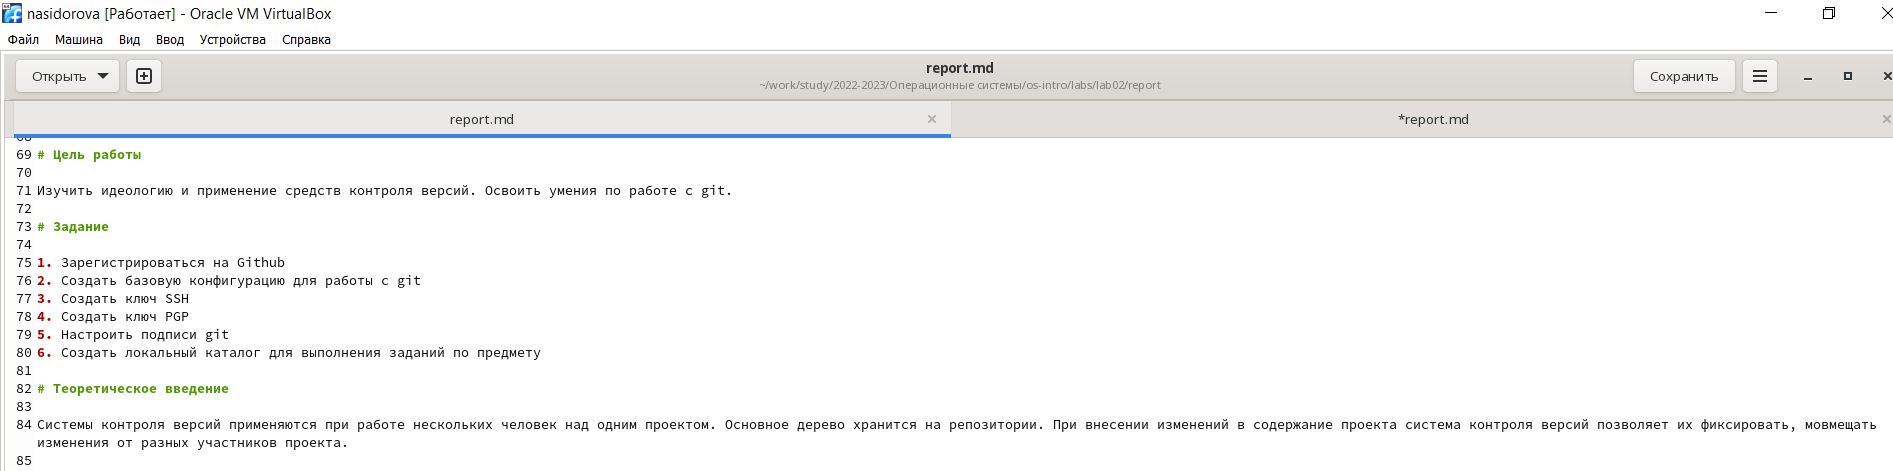 nasidorova [Работает] - Oracle VM VirtualBox
Файл Машина Вид Ввод Устройства Справка
Открыть
report.md
~/work/study/2022-2023/Операционные системы/os-intro/labs/lab02/report
Сохранить
report.md
*report.md
68
69 # Цель работы
70
71 Изучить идеологию и применение средств контроля версий. Освоить умения по работе с git.
72
73 # Задание
74
75 1. Зарегистрироваться на Github
76 2. Создать базовую конфигурацию для работы с git
77 3. Создать ключ SSH
78 4. Создать ключ PGP
79 5. Настроить подписи git
80 6. Создать локальный каталог для выполнения заданий по предмету
81
82 # Теоретическое введение
83
84 Системы контроля версий применяются при работе нескольких человек над одним проектом. Основное дерево хранится на репозитории. При внесении изменений в содержание проекта система контроля версий позволяет их фиксировать, мовмещать
изменения от разных участников проекта.
85